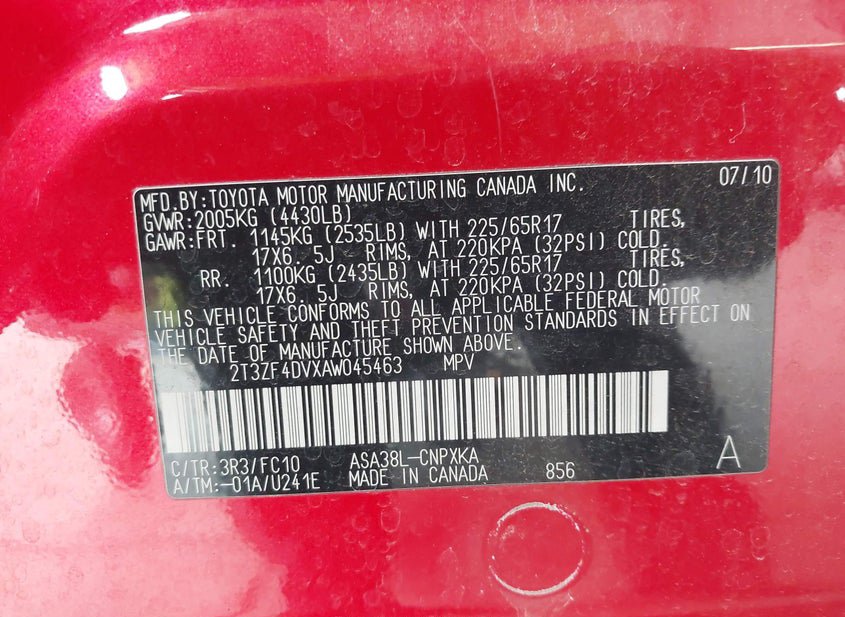 MFD.BY:TOYOTA MOTOR MANUFACTURING CANADA INC. 07/10
GVWR:2005KG (4430LB)
GAWR:FRT. 1145KG (2535LB) WITH 225/65R17 TIRES,
17X6.5J RIMS, AT 220KPA (32PSI) COLD.
RR. 1100KG (2435LB) WITH 225/65R17 TIRES,
17X6.5J RIMS, AT 220KPA (32PSI) COLD.
THIS VEHICLE CONFORMS TO ALL APPLICABLE FEDERAL MOTOR
VEHICLE SAFETY AND THEFT PREVENTION STANDARDS IN EFFECT ON
THE DATE OF MANUFACTURE SHOWN ABOVE.
2T3ZF4DVXAW045463 MPV
C/TR:3R3/FC10 ASA38L-CNPXKA
A/TM:-01A/U241E MADE IN CANADA 856 A